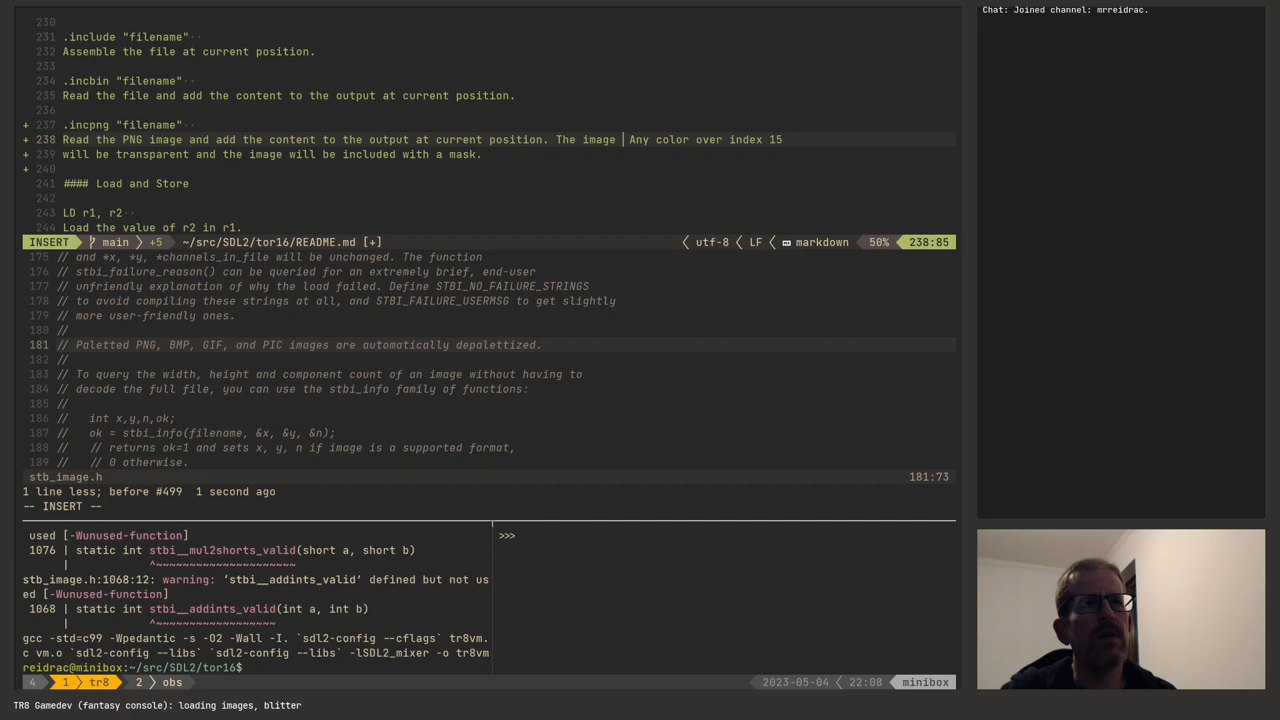 Chat: Joined channel: mrreidrac.
230
231 .include "filename"··
232 Assemble the file at current position.
233
234 .incbin "filename"··
235 Read the file and add the content to the output at current position.
236
+ 237 .incpng "filename"··
+ 238 Read the PNG image and add the content to the output at current position. The image Any color over index 15
+ 239 will be transparent and the image will be included with a mask.
+ 240
241 #### Load and Store
242
243 LD r1, r2··
244 Load the value of r2 in r1.
INSERT main +5 ~/src/SDL2/tor16/README.md [+] utf-8 LF markdown 50% 238:85
175 // and *x, *y, *channels_in_file will be unchanged. The function
176 // stbi_failure_reason() can be queried for an extremely brief, end-user
177 // unfriendly explanation of why the load failed. Define STBI_NO_FAILURE_STRINGS
178 // to avoid compiling these strings at all, and STBI_FAILURE_USERMSG to get slightly
179 // more user-friendly ones.
180 //
181 // Paletted PNG, BMP, GIF, and PIC images are automatically depalettized.
182 //
183 // To query the width, height and component count of an image without having to
184 // decode the full file, you can use the stbi_info family of functions:
185 //
186 //   int x,y,n,ok;
187 //   ok = stbi_info(filename, &x, &y, &n);
188 //   // returns ok=1 and sets x, y, n if image is a supported format,
189 //   // 0 otherwise.
stb_image.h 181:73
1 line less; before #499  1 second ago
-- INSERT --
used [-Wunused-function]
1076 | static int stbi__mul2shorts_valid(short a, short b)
|            ^~~~~~~~~~~~~~~~~~~~~~
stb_image.h:1068:12: warning: ‘stbi__addints_valid’ defined but not us
ed [-Wunused-function]
1068 | static int stbi__addints_valid(int a, int b)
|            ^~~~~~~~~~~~~~~~~~~
gcc -std=c99 -Wpedantic -s -O2 -Wall -I. `sdl2-config --cflags` tr8vm.
c vm.o `sdl2-config --libs` `sdl2-config --libs` -lSDL2_mixer -o tr8vm
reidrac@minibox:~/src/SDL2/tor16$
>>>
4 1 tr8 2 obs 2023-05-04 22:08 minibox
TR8 Gamedev (fantasy console): loading images, blitter